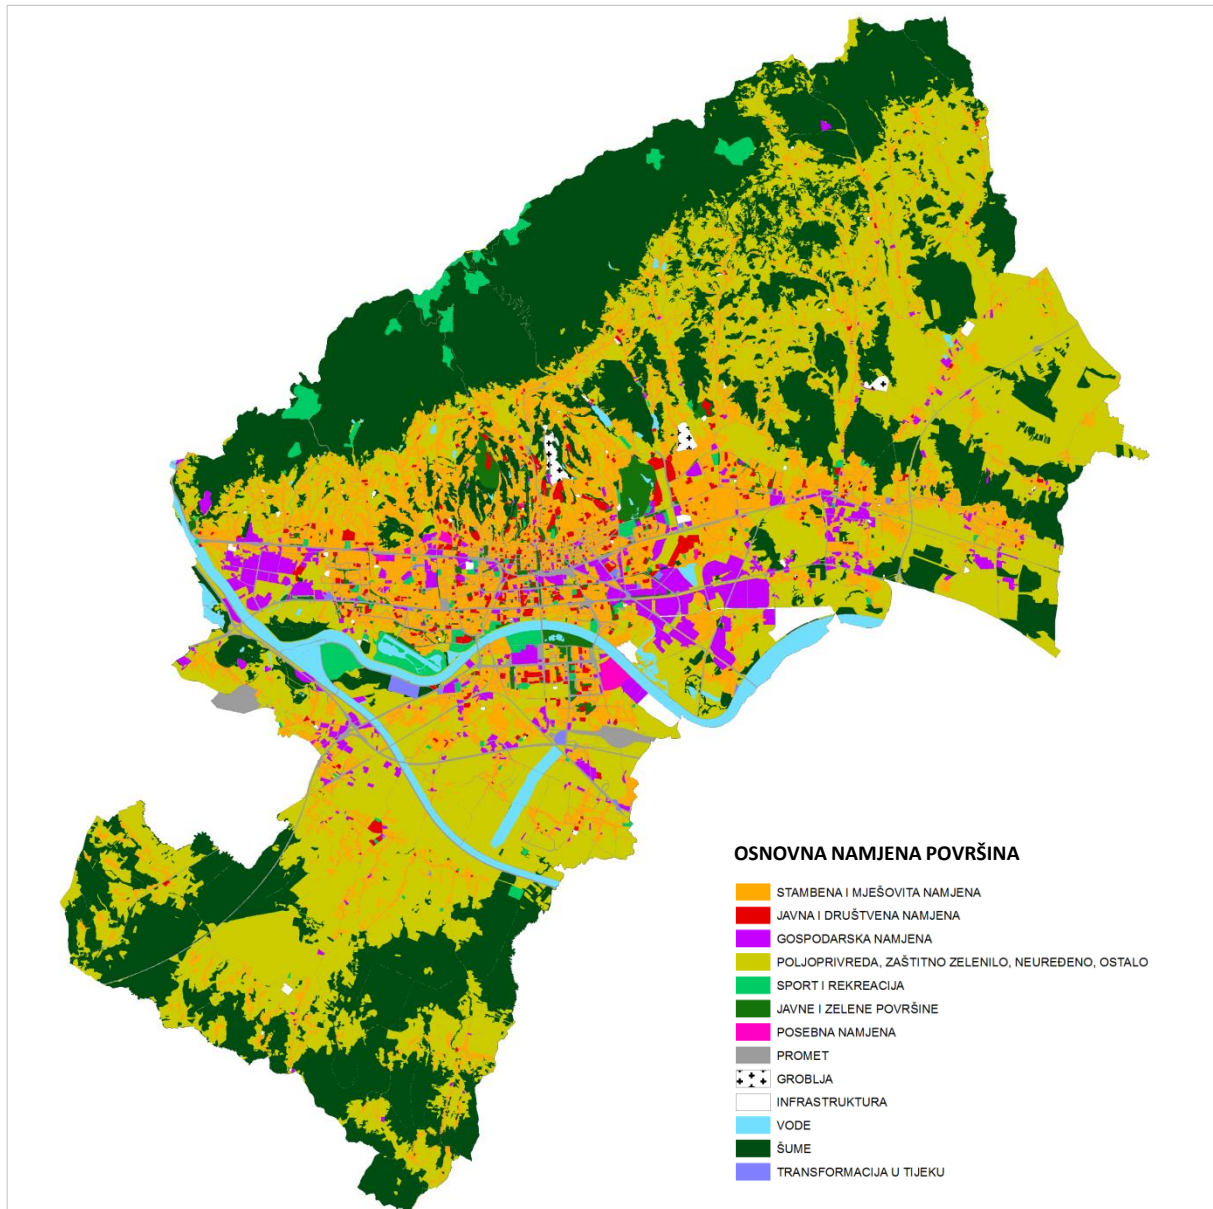 OSNOVNA NAMJENA POVRŠINA
STAMBENA I MJEŠOVITA NAMJENA
JAVNA I DRUŠTVENA NAMJENA
GOSPODARSKA NAMJENA
POLJOPRIVREDA, ZAŠTITNO ZELENILO, NEUREĐENO, OSTALO
SPORT I REKREACIJA
JAVNE I ZELENE POVRŠINE
POSEBNA NAMJENA
PROMET
GROBLJA
INFRASTRUKTURA
VODE
ŠUME
TRANSFORMACIJA U TIJEKU